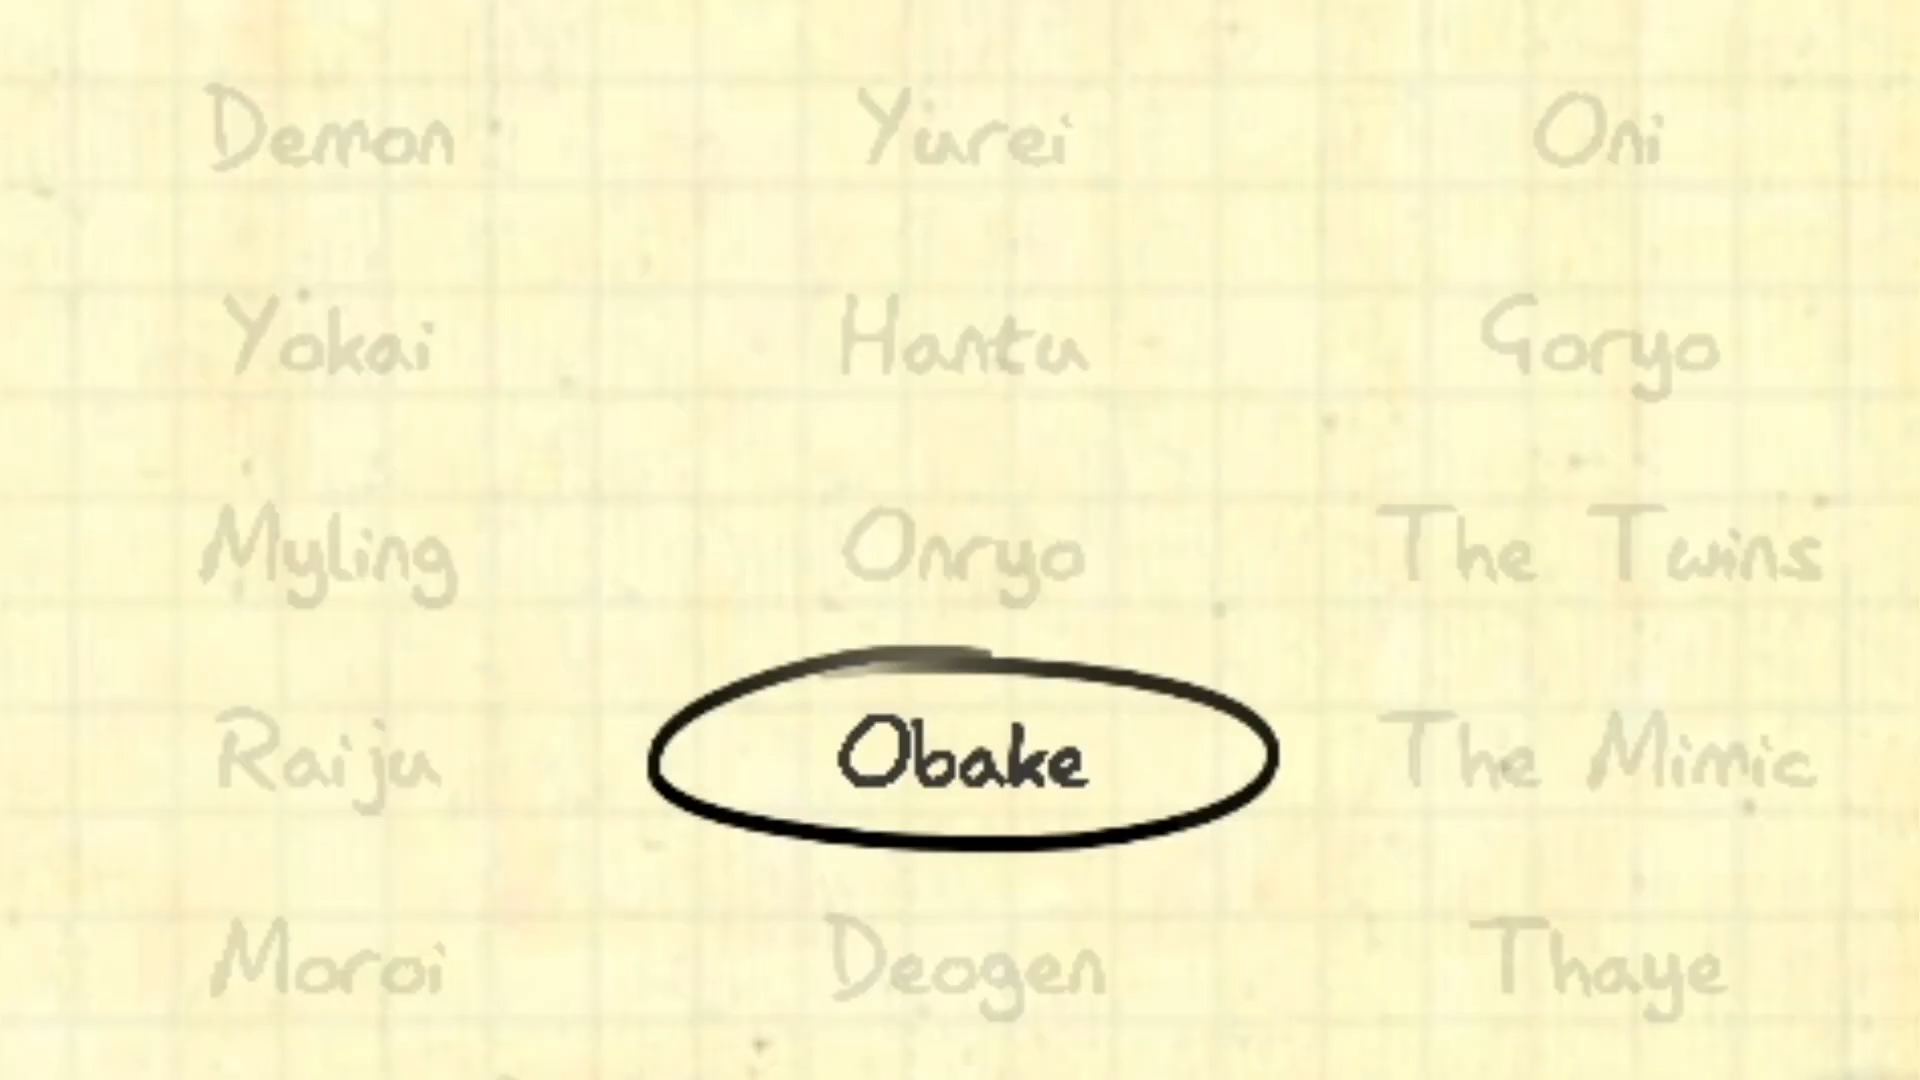 Demon Yurei Oni
Yokai Hantu Goryo
Myling Onryo The Twins
Raiju Obake The Mimic
Moroi Deogen Thaye